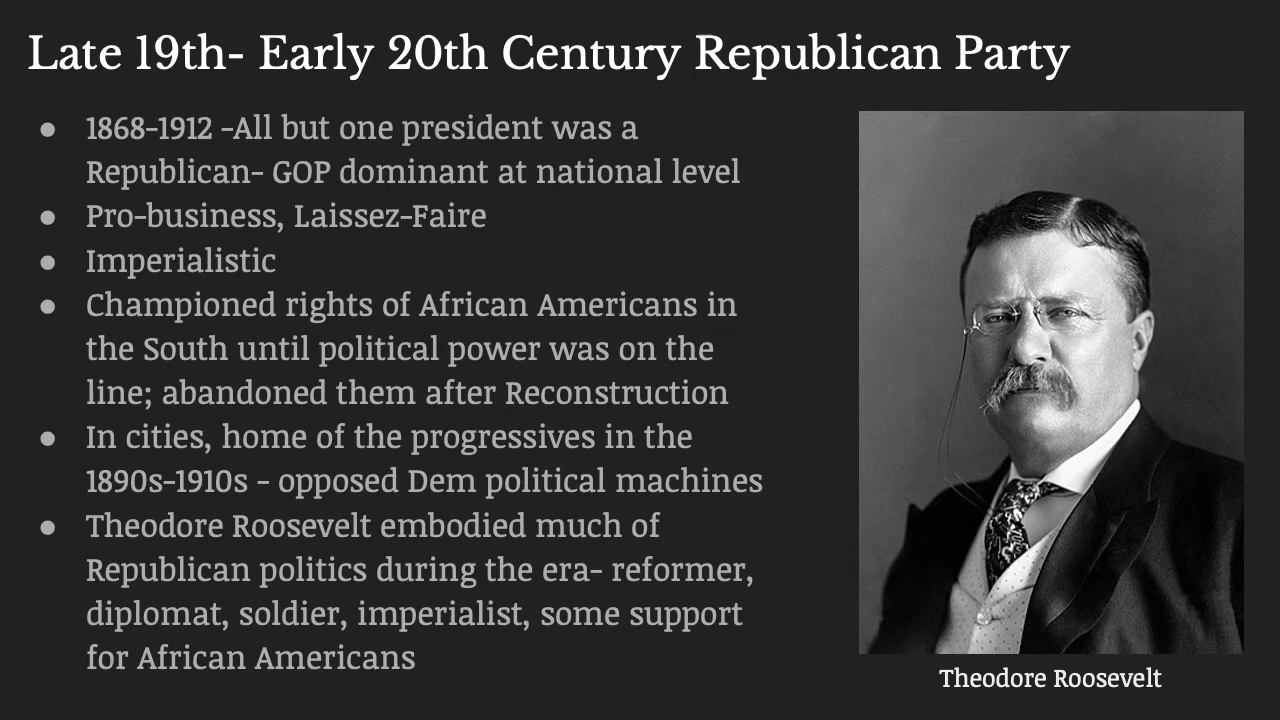 Late 19th- Early 20th Century Republican Party
● 1868-1912 -All but one president was a
Republican- GOP dominant at national level
● Pro-business, Laissez-Faire
● Imperialistic
● Championed rights of African Americans in
the South until political power was on the
line; abandoned them after Reconstruction
● In cities, home of the progressives in the
1890s-1910s - opposed Dem political machines
● Theodore Roosevelt embodied much of
Republican politics during the era- reformer,
diplomat, soldier, imperialist, some support
for African Americans
Theodore Roosevelt